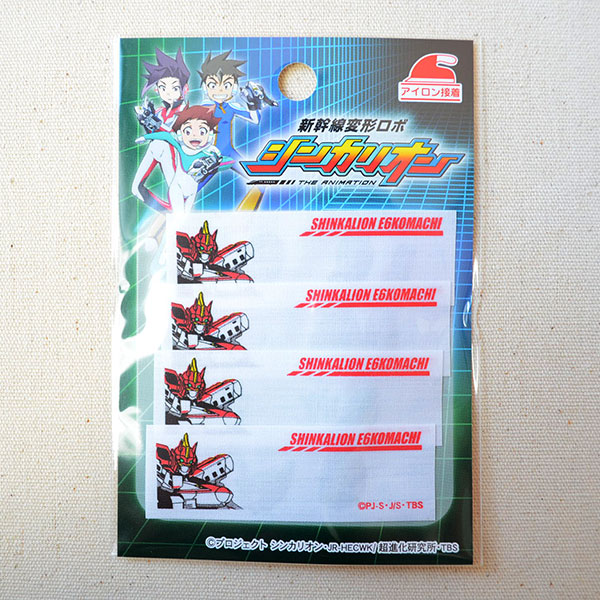 アイロン接着
新幹線変形ロボ
シンカリオン
THE ANIMATION
SHINKALION E6KOMACHI
SHINKALION E6KOMACHI
SHINKALION E6KOMACHI
SHINKALION E6KOMACHI
©PJ-S・J/S・TBS
©プロジェクト シンカリオン・JR-HECWK/ 超進化研究所・TBS